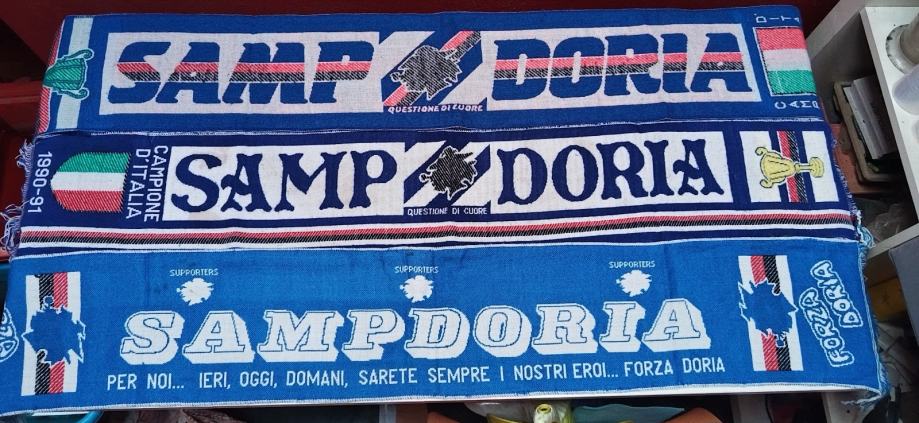 SAMP DORIA
QUESTIONE DI CUORE
1990-91
CAMPIONE
D'ITALIA
SAMP DORIA
QUESTIONE DI CUORE
SUPPORTERS SUPPORTERS SUPPORTERS
SAMPDORIA
PER NOI... IERI, OGGI, DOMANI, SARETE SEMPRE I NOSTRI EROI... FORZA DORIA
FORZA
DORIA